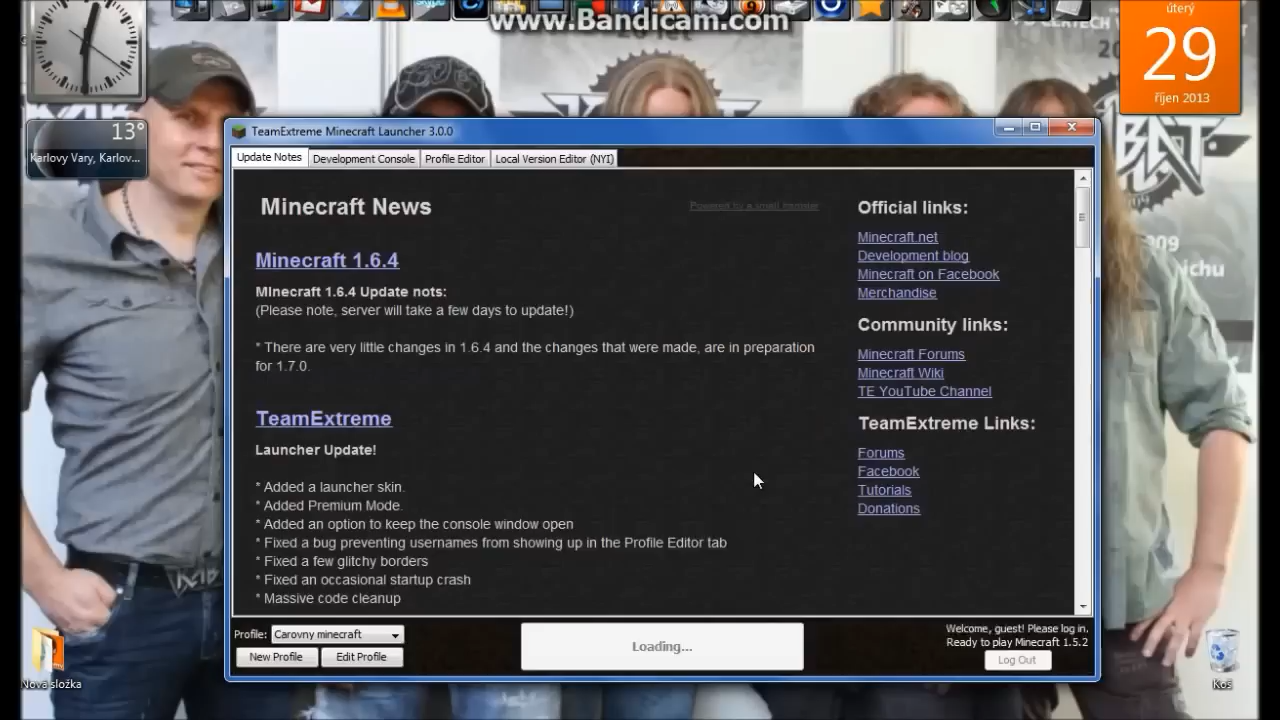 www.Bandicam.com
úterý
29
říjen 2013
13°
Karlovy Vary, Karlov...
TeamExtreme Minecraft Launcher 3.0.0
Update Notes
Development Console
Profile Editor
Local Version Editor (NYI)
Minecraft News
Powered by a small hamster
Minecraft 1.6.4
Minecraft 1.6.4 Update nots:
(Please note, server will take a few days to update!)
* There are very little changes in 1.6.4 and the changes that were made, are in preparation
for 1.7.0.
TeamExtreme
Launcher Update!
* Added a launcher skin.
* Added Premium Mode.
* Added an option to keep the console window open
* Fixed a bug preventing usernames from showing up in the Profile Editor tab
* Fixed a few glitchy borders
* Fixed an occasional startup crash
* Massive code cleanup
Official links:
Minecraft.net
Development blog
Minecraft on Facebook
Merchandise
Community links:
Minecraft Forums
Minecraft Wiki
TE YouTube Channel
TeamExtreme Links:
Forums
Facebook
Tutorials
Donations
Profile:
Carovny minecraft
New Profile
Edit Profile
Loading...
Welcome, guest! Please log in.
Ready to play Minecraft 1.5.2
Log Out
Nová složka
Koš